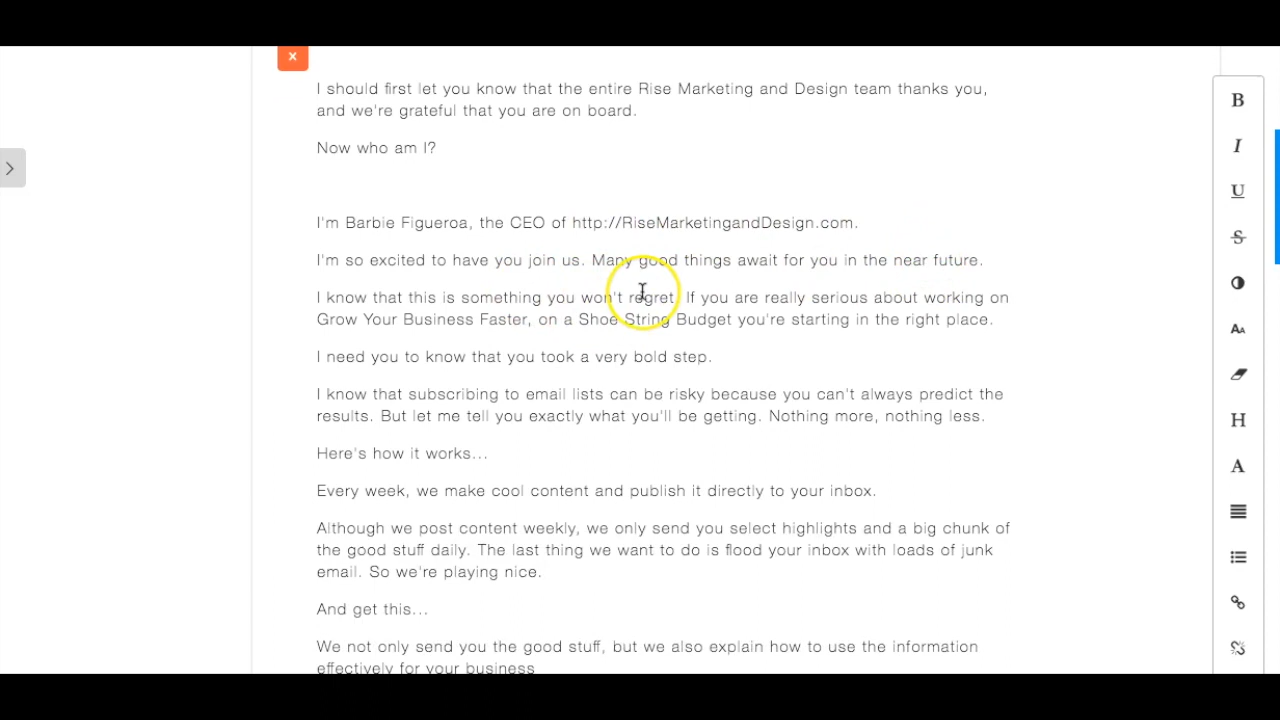 x
I should first let you know that the entire Rise Marketing and Design team thanks you,
and we're grateful that you are on board.
Now who am I?
I'm Barbie Figueroa, the CEO of http://RiseMarketingandDesign.com.
I'm so excited to have you join us. Many good things await for you in the near future.
I know that this is something you won't regret. If you are really serious about working on
Grow Your Business Faster, on a Shoe String Budget you're starting in the right place.
I need you to know that you took a very bold step.
I know that subscribing to email lists can be risky because you can't always predict the
results. But let me tell you exactly what you'll be getting. Nothing more, nothing less.
Here's how it works...
Every week, we make cool content and publish it directly to your inbox.
Although we post content weekly, we only send you select highlights and a big chunk of
the good stuff daily. The last thing we want to do is flood your inbox with loads of junk
email. So we're playing nice.
And get this...
We not only send you the good stuff, but we also explain how to use the information
effectively for your business
B
I
U
S
AA
H
A